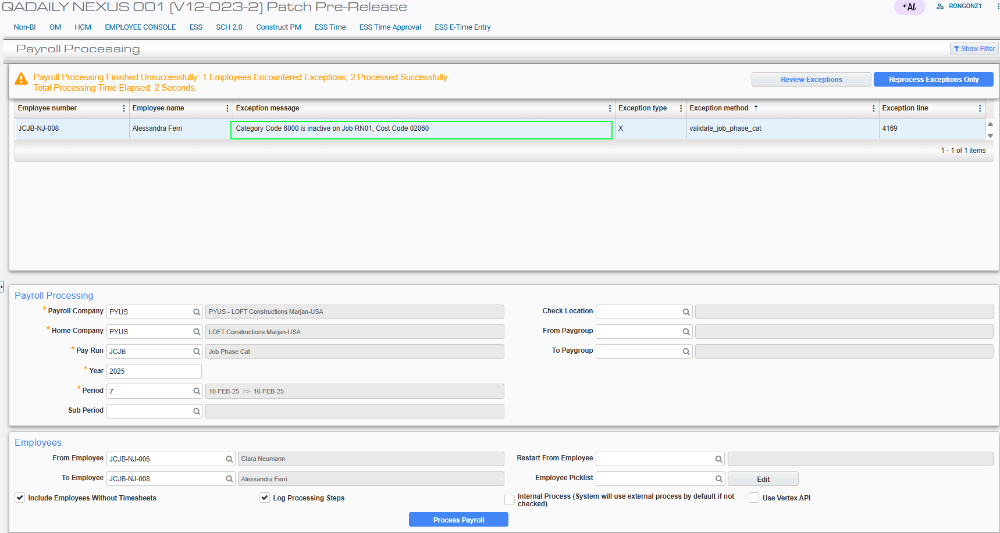 QADAILY NEXUS 001 (V12-023-2) Patch Pre-Release
AI
RONGONZ1
Non-BI OM HCM EMPLOYEE CONSOLE ESS SCH 2.0 Construct PM ESS Time ESS Time Approval ESS E-Time Entry
Payroll Processing
Show Filter
Payroll Processing Finished Unsuccessfully: 1 Employees Encountered Exceptions, 2 Processed Successfully.
Total Processing Time Elapsed: 2 Seconds.
Review Exceptions Reprocess Exceptions Only
Employee number Employee name Exception message Exception type Exception method ↑ Exception line
JCJB-NJ-008 Alessandra Ferri Category Code 6000 is inactive on Job RN01, Cost Code 02060 X validate_job_phase_cat 4169
1 - 1 of 1 items
Payroll Processing
* Payroll Company PYUS PYUS - LOFT Constructions Marjan-USA Check Location
* Home Company PYUS LOFT Constructions Marjan-USA From Paygroup
* Pay Run JCJB Job Phase Cat To Paygroup
* Year 2025
* Period 7 10-FEB-25 => 16-FEB-25
Sub Period
Employees
From Employee JCJB-NJ-006 Clara Neumann Restart From Employee
To Employee JCJB-NJ-008 Alessandra Ferri Employee Picklist Edit
Include Employees Without Timesheets Log Processing Steps Internal Process (System will use external process by default if not
checked) Use Vertex API
Process Payroll